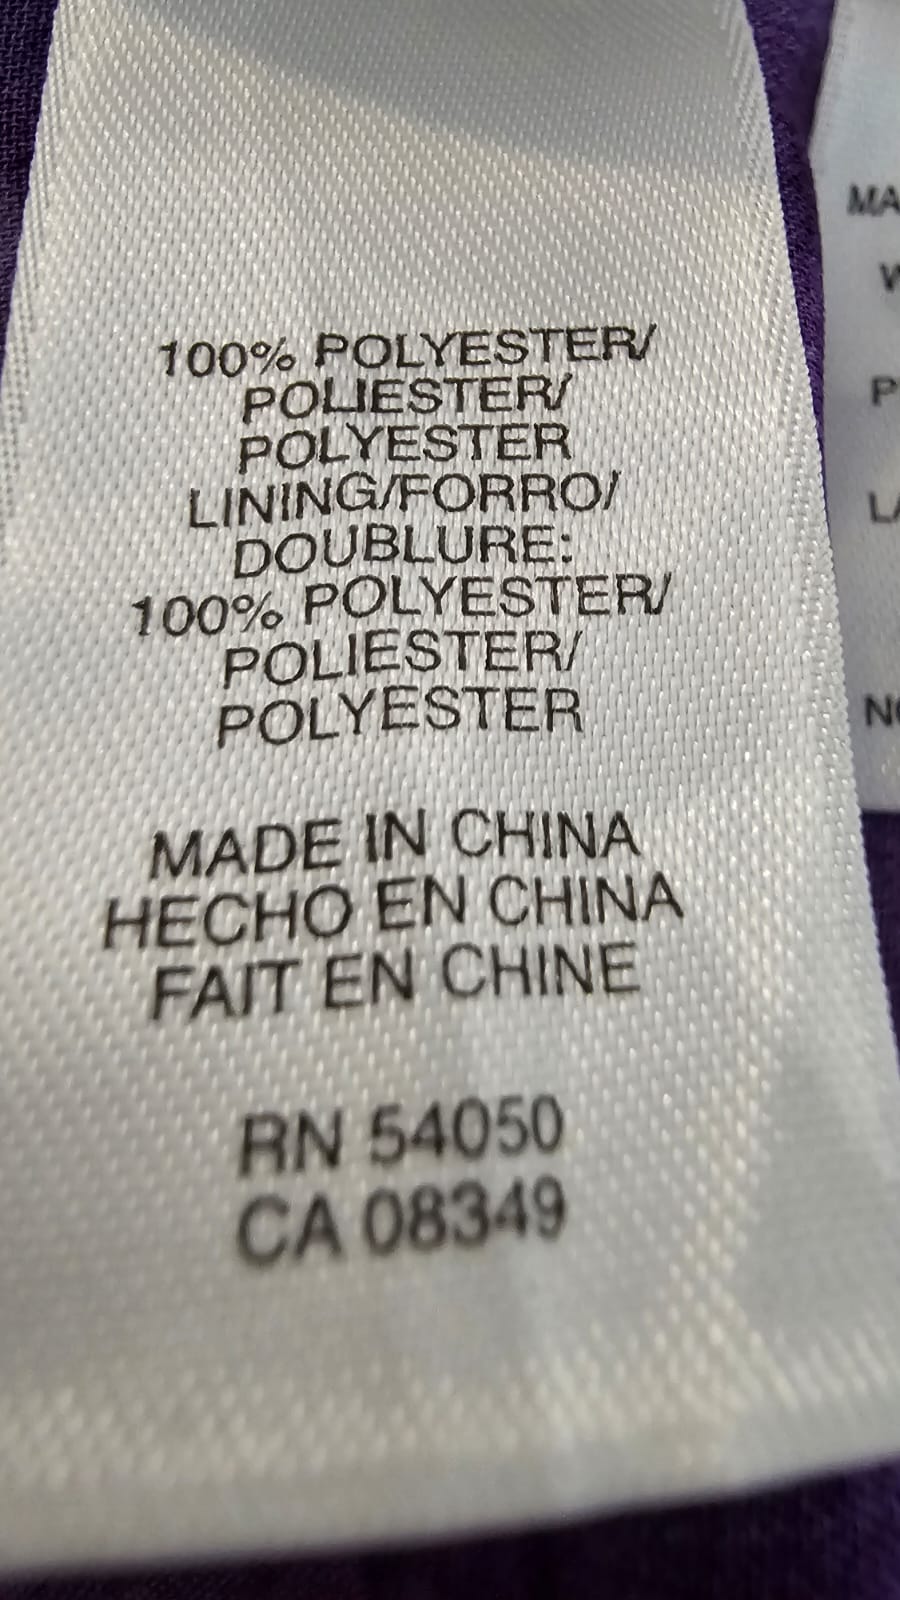 100% POLYESTER/
POLIESTER/
POLYESTER
LINING/FORRO/
DOUBLURE:
100% POLYESTER/
POLIESTER/
POLYESTER
MADE IN CHINA
HECHO EN CHINA
FAIT EN CHINE
RN 54050
CA 08349